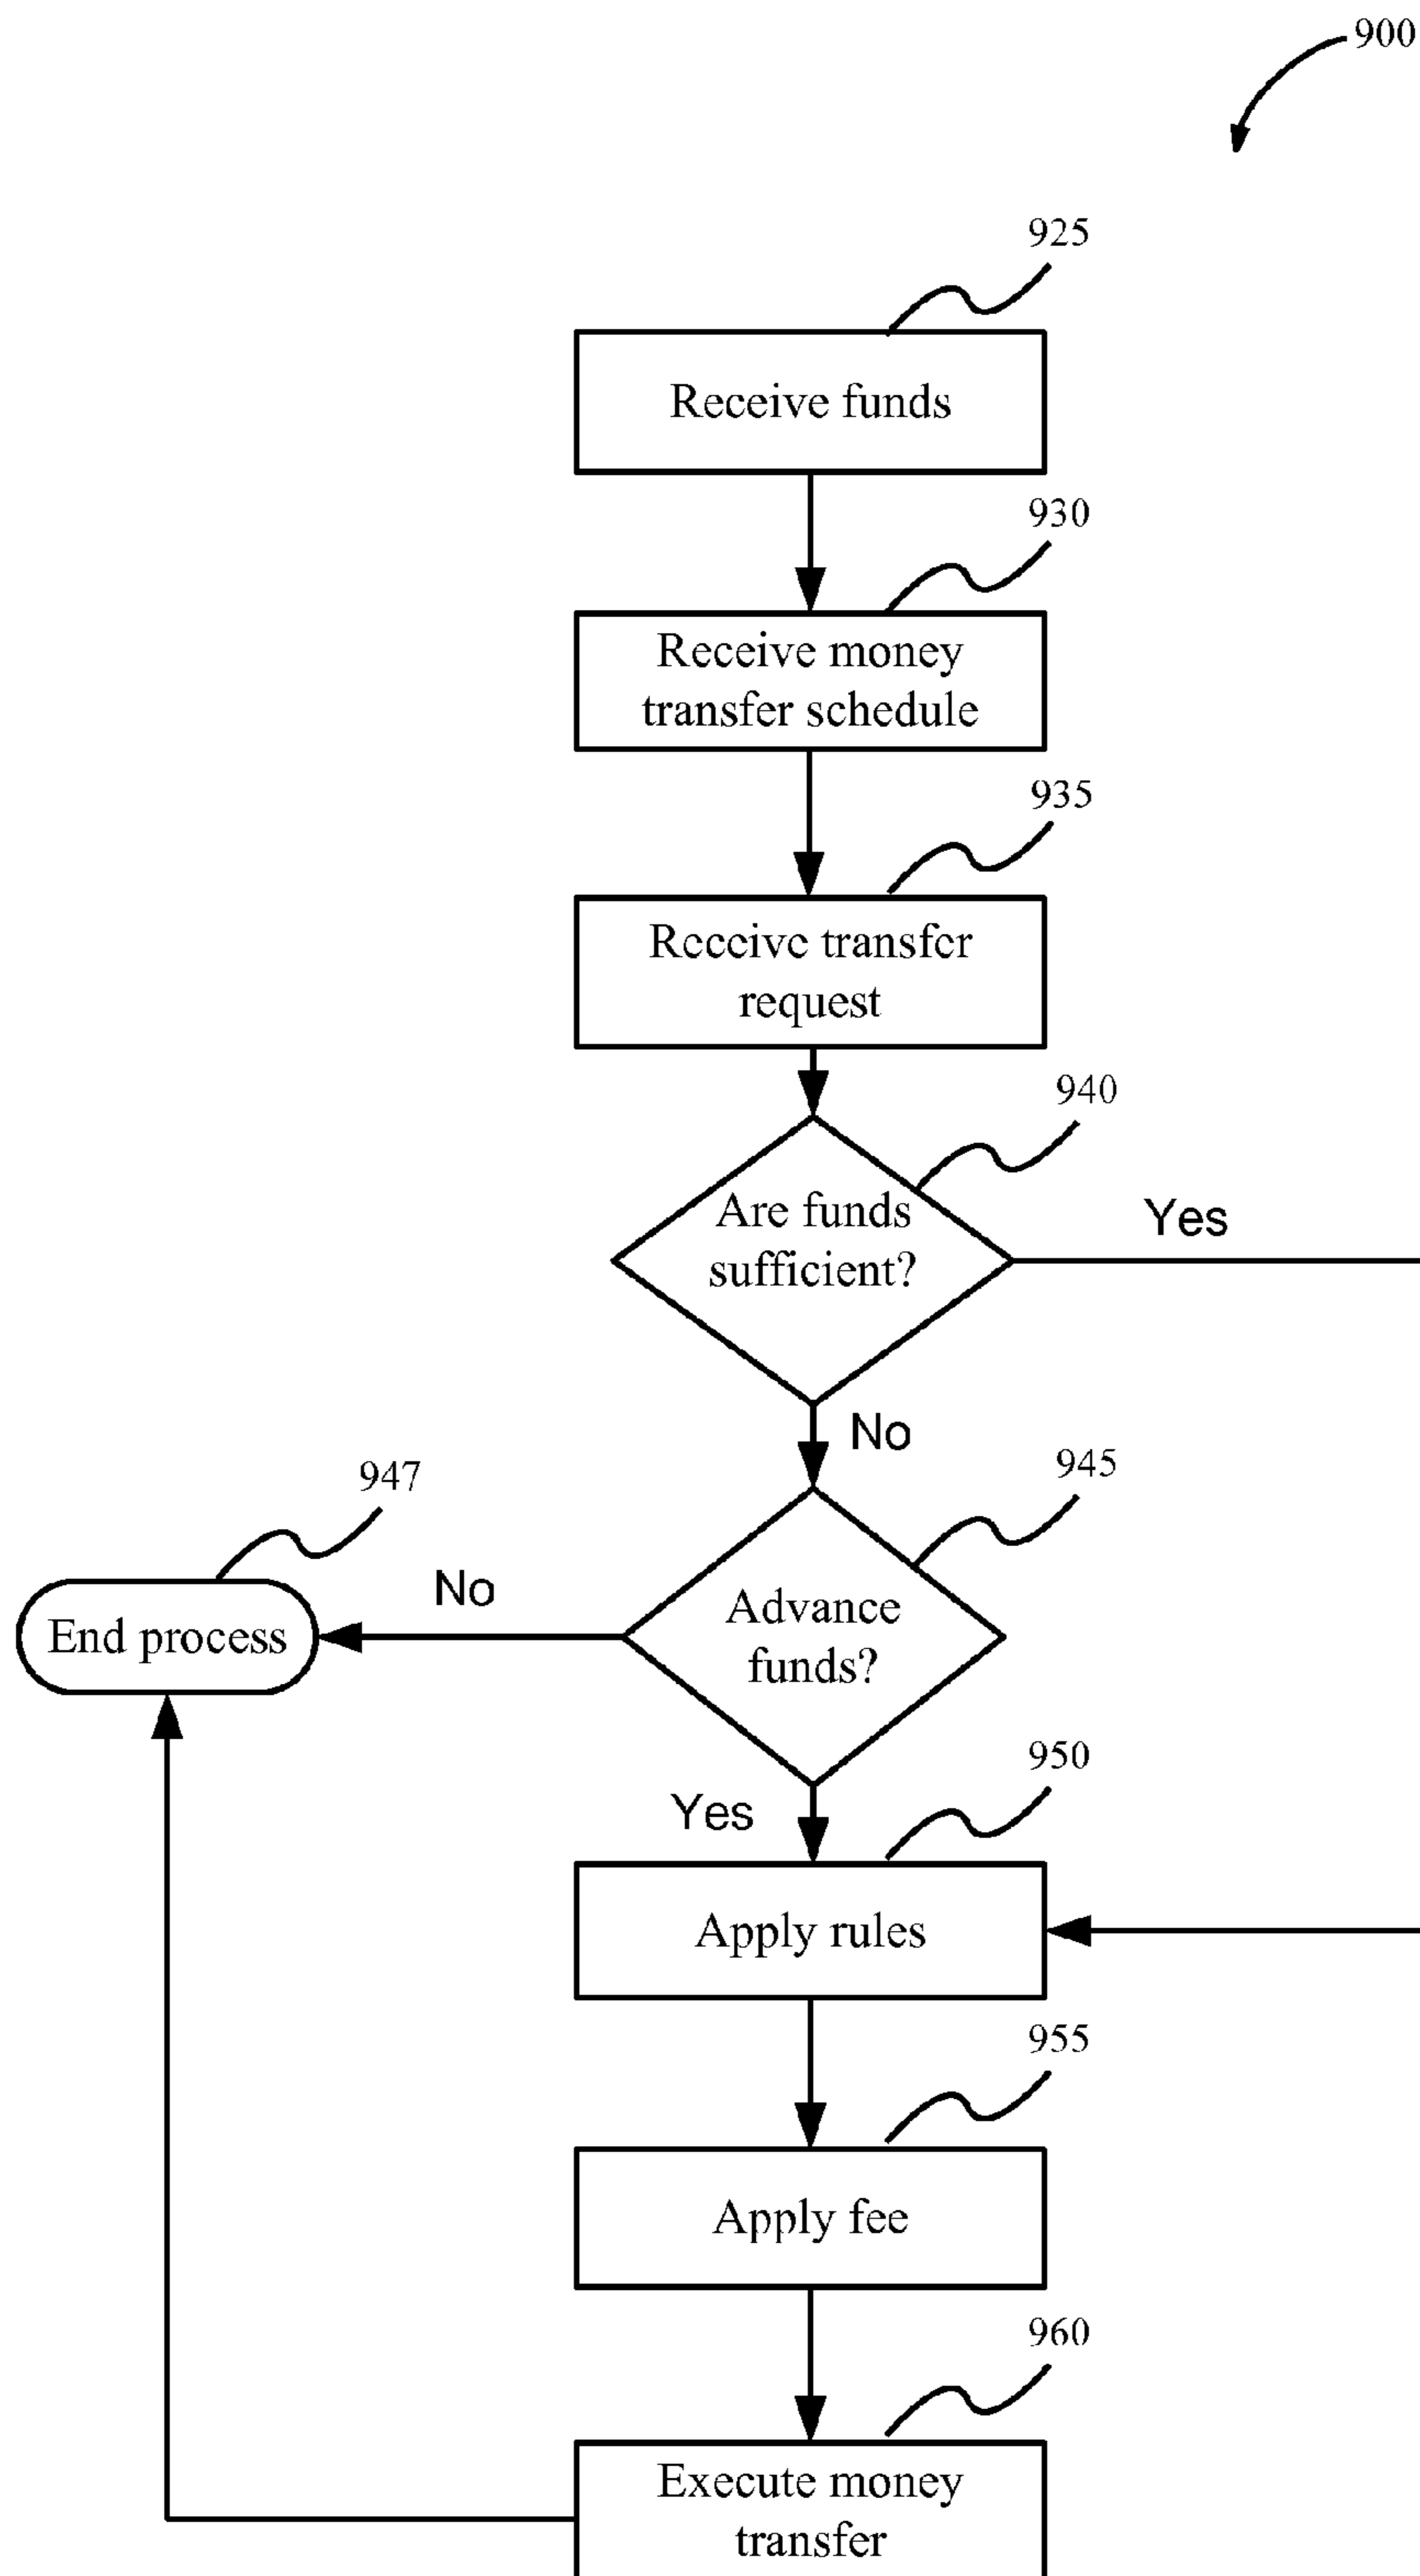 900
925
Receive funds
930
Receive money
transfer schedule
935
Receive transfer
request
940
Are funds
sufficient?
Yes
No
945
947
Advance
funds?
No
End process
Yes
950
Apply rules
955
Apply fee
960
Execute money
transfer